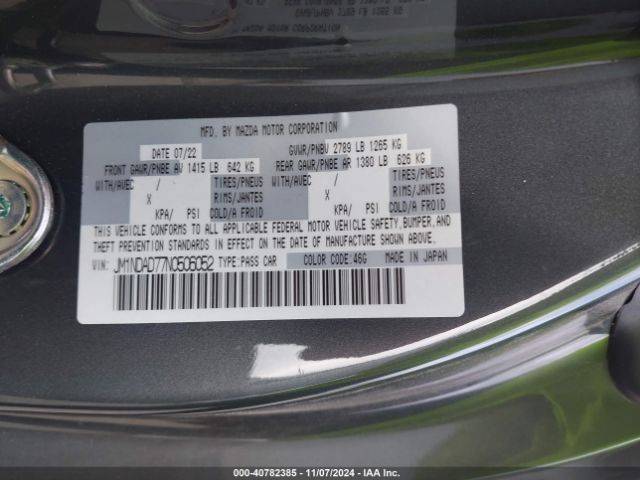 MFD. BY MAZDA MOTOR CORPORATION
DATE 07/22 GVWR/PNBV 2789 LB 1265 KG
FRONT GAWR/PNBE AV 1415 LB 642 KG REAR GAWR/PNBE AR 1380 LB 626 KG
WITH/AVEC / TIRES/PNEUS WITH/AVEC / TIRES/PNEUS
X RIMS/JANTES X RIMS/JANTES
KPA/ PSI COLD/A FROID KPA/ PSI COLD/A FROID
THIS VEHICLE CONFORMS TO ALL APPLICABLE FEDERAL MOTOR VEHICLE SAFETY,BUMPER,AND
THEFT PREVENTION STANDARDS IN EFFECT ON THE DATE OF MANUFACTURE SHOWN ABOVE.
VIN: JM1NDAD77N0506052 TYPE:PASS CAR COLOR CODE:46G MADE IN JAPAN
000-40782385 - 11/07/2024 - IAA Inc.